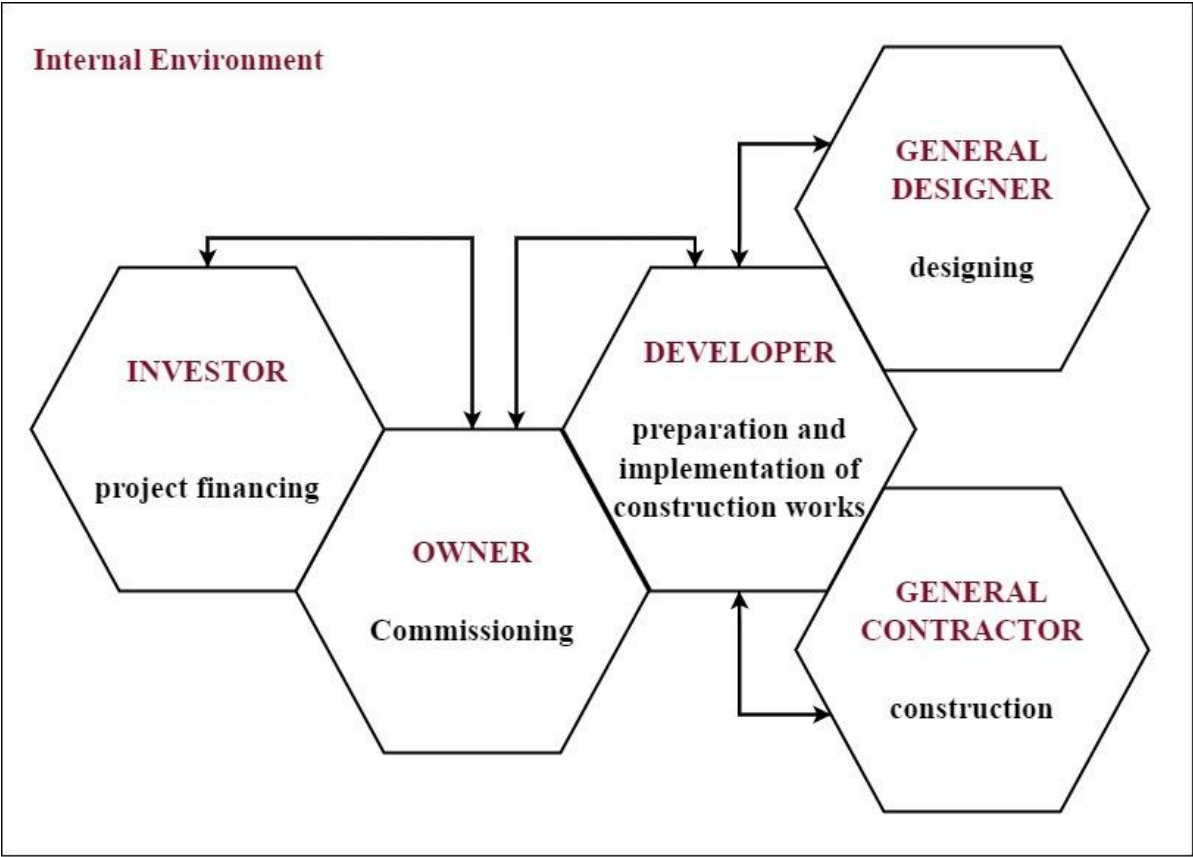 Internal Environment
GENERAL
DESIGNER
designing
INVESTOR
project financing
DEVELOPER
preparation and
implementation of
construction works
OWNER
Commissioning
GENERAL
CONTRACTOR
construction